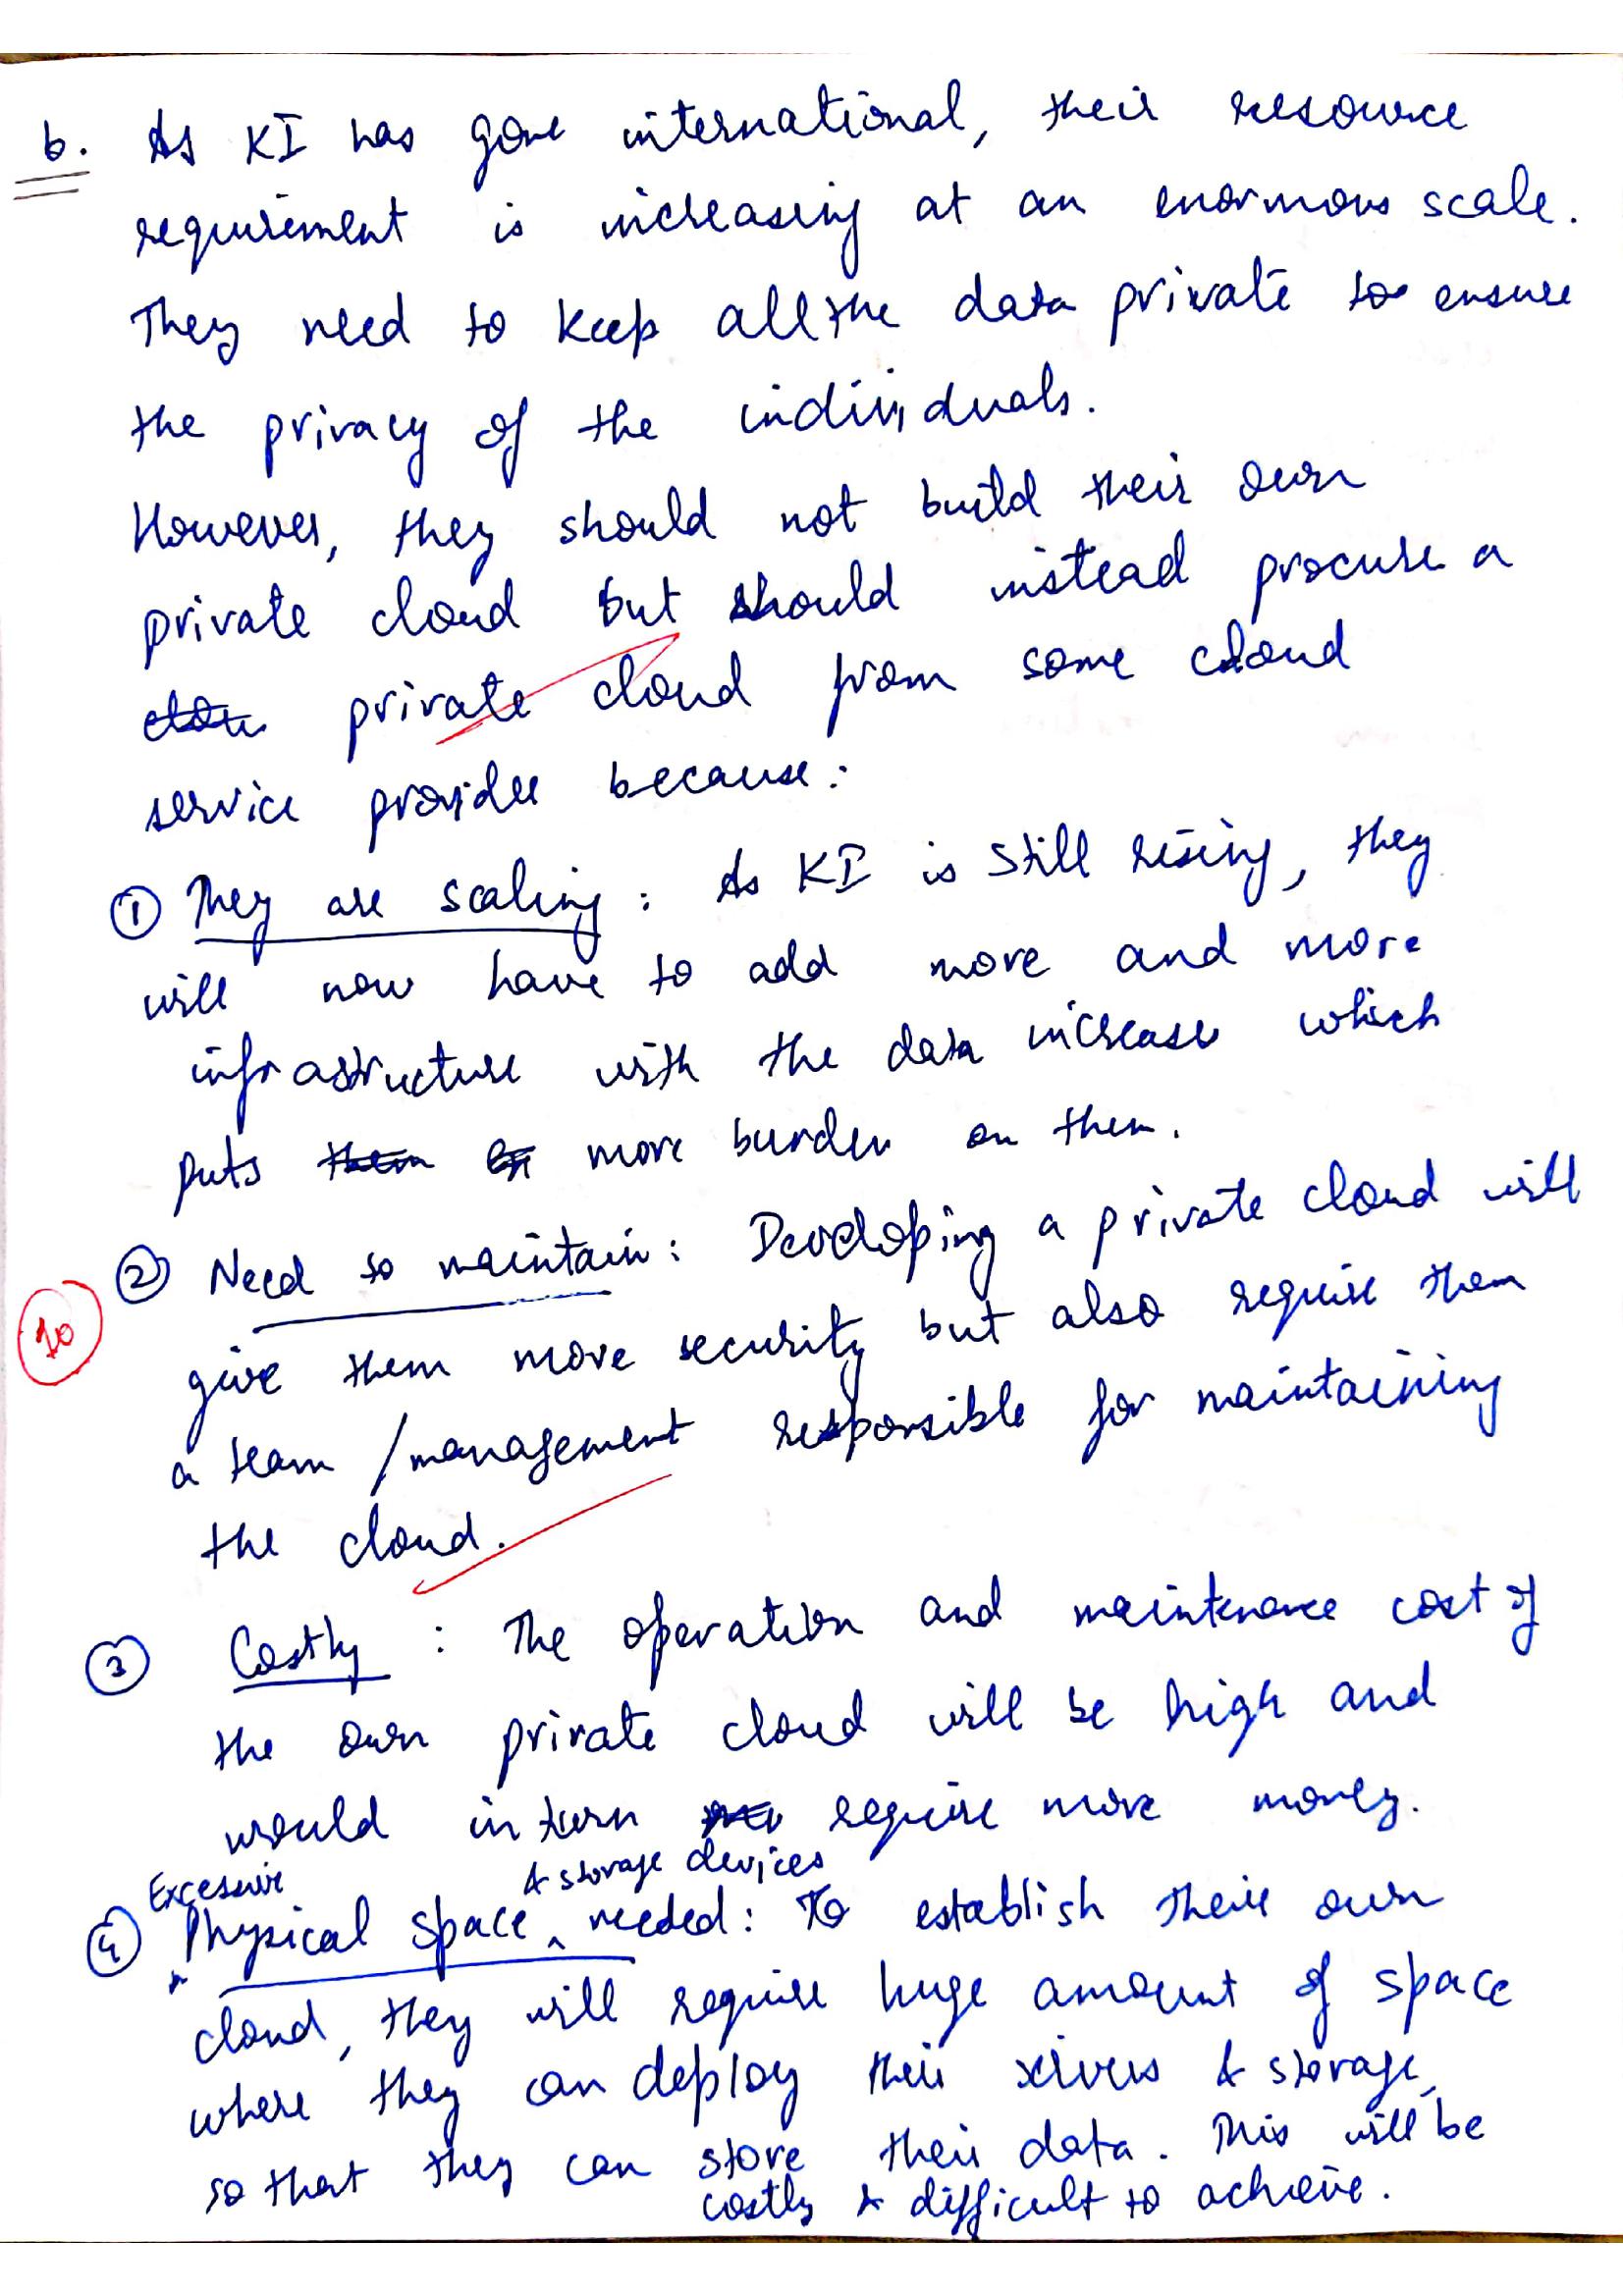 b. As KI has gone international, their resource
requirement is increasing at an enormous scale.
They need to keep all the data private to ensure
the privacy of the individuals.
However, they should not build their own
private cloud but should instead procure a
private cloud from some cloud
service provider because:
① They are scaling: As KI is still rising, they
will now have to add more and more
infrastructure with the data increase which
puts them more burden on them.
② Need to maintain: Developing a private cloud will
give them more security but also require them
10
a team/management responsible for maintaining
the cloud.
③ Costly: The operation and maintenance cost of
the own private cloud will be high and
would in turn require more money.
Excessive & storage devices
④ Physical space ^ needed: To establish their own
cloud, they will require huge amount of space
where they can deploy their servers & storage
so that they can store their data. This will be
costly & difficult to achieve.